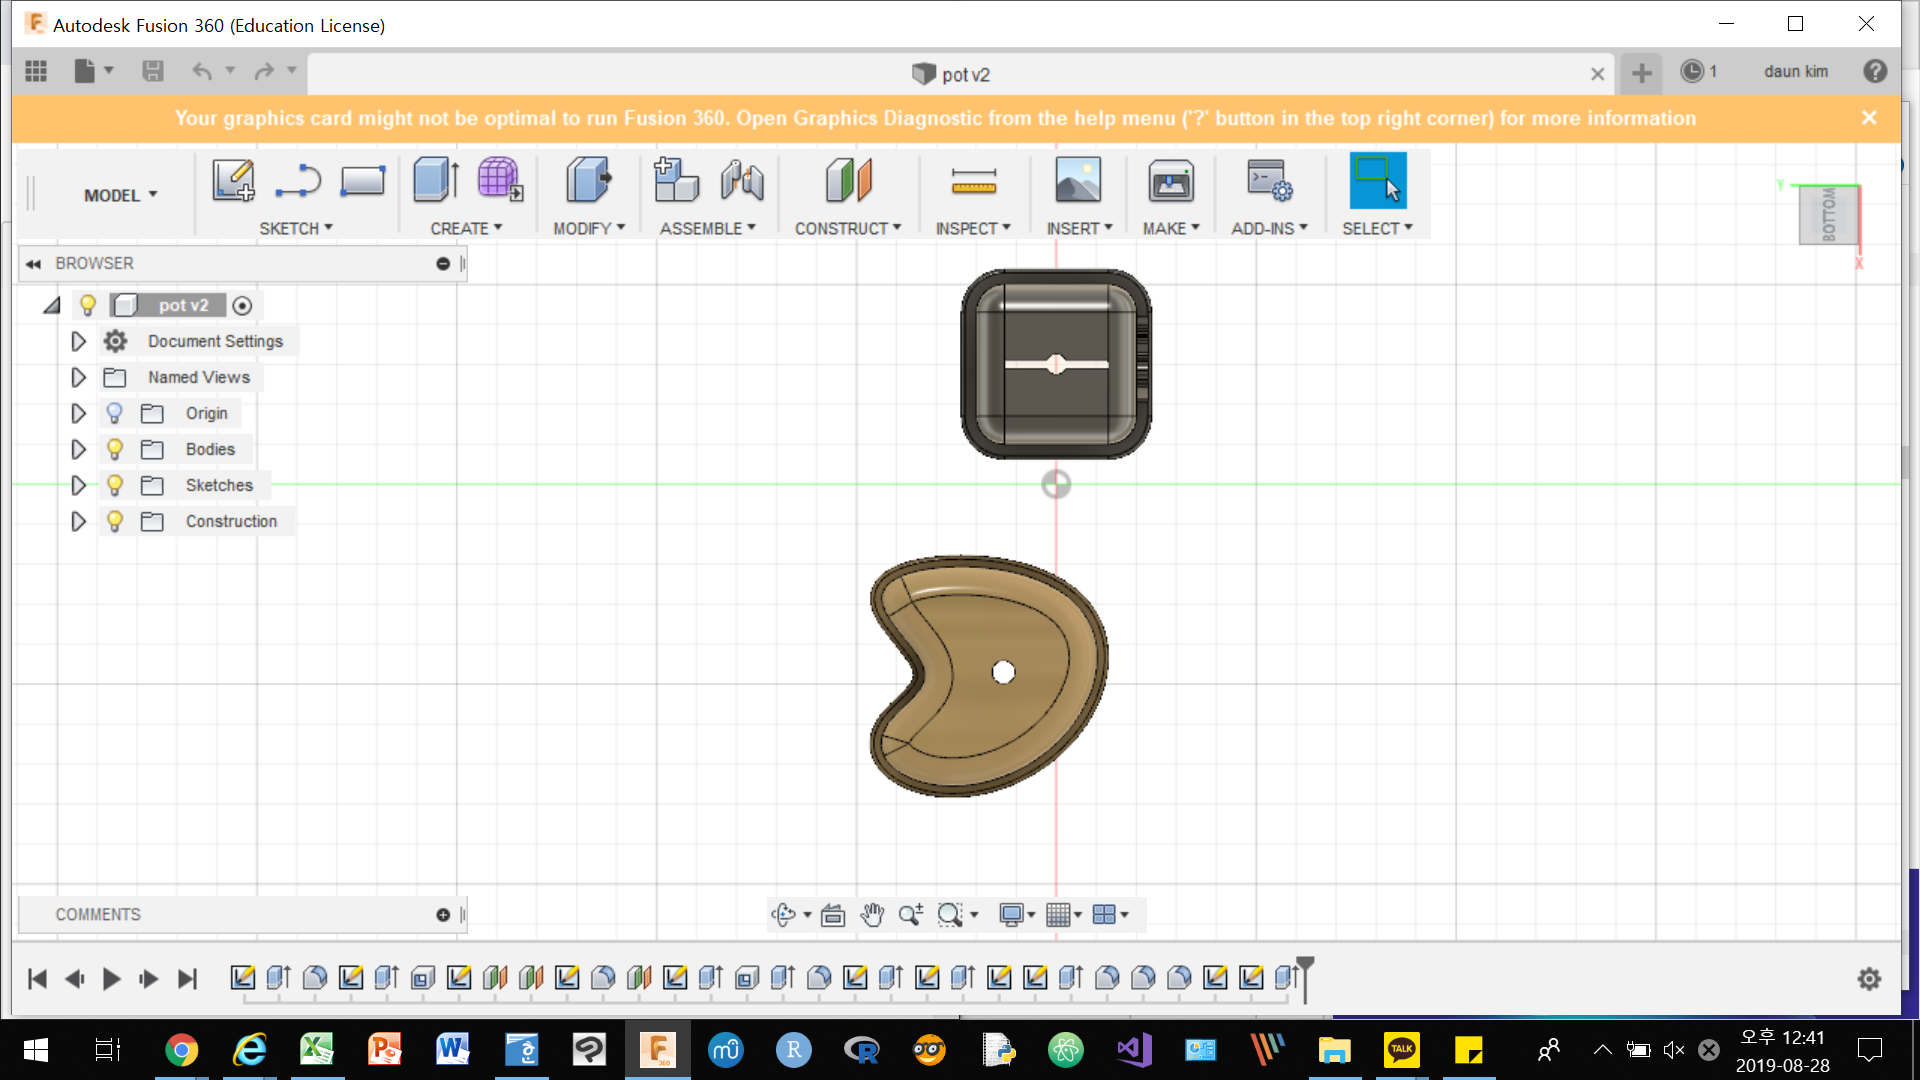 Autodesk Fusion 360 (Education License)
pot v2
1
daun kim
Your graphics card might not be optimal to run Fusion 360. Open Graphics Diagnostic from the help menu ('?' button in the top right corner) for more information
MODEL
SKETCH
CREATE
MODIFY
ASSEMBLE
CONSTRUCT
INSPECT
INSERT
MAKE
ADD-INS
SELECT
Y
BOTTOM
X
BROWSER
pot v2
Document Settings
Named Views
Origin
Bodies
Sketches
Construction
COMMENTS
TALK
오후 12:41
2019-08-28